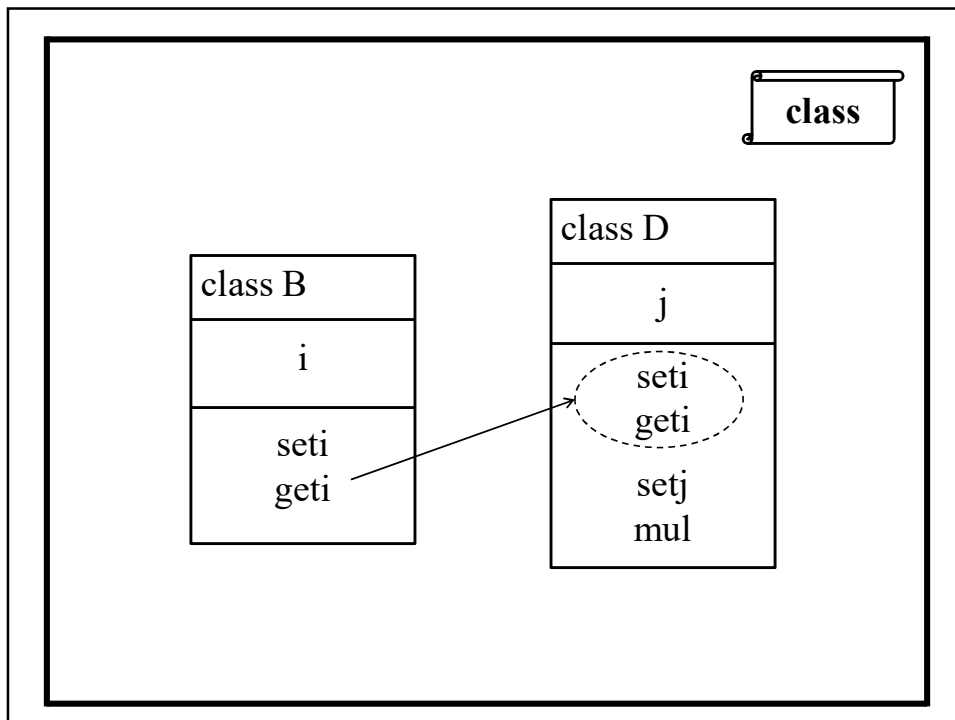 class
class B
i
seti
geti
class D
j
seti
geti
setj
mul